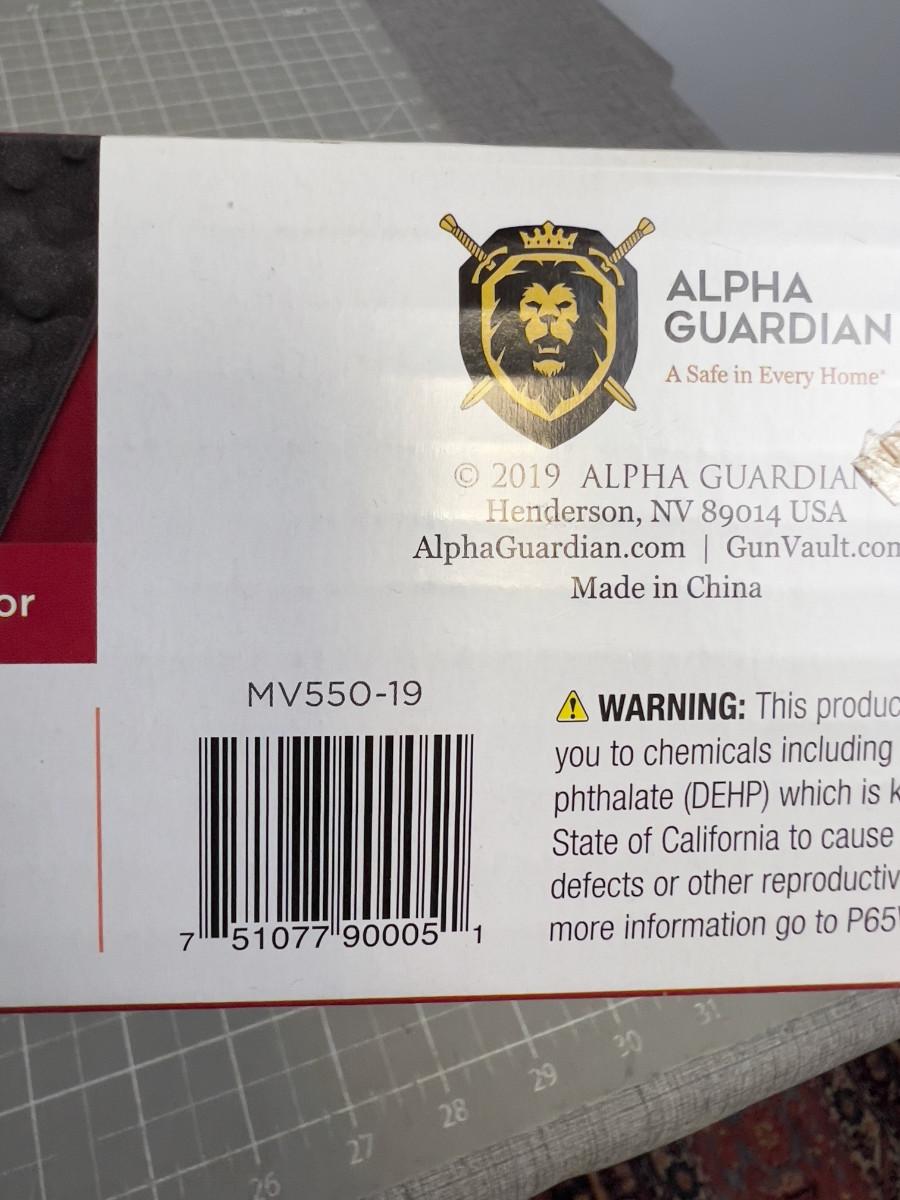 ALPHA
GUARDIAN
A Safe in Every Home
© 2019 ALPHA GUARDIAN
Henderson, NV 89014 USA
AlphaGuardian.com | GunVault.com
Made in China
or
MV550-19
7 51077 90005 1
WARNING: This produc
you to chemicals including
phthalate (DEHP) which is k
State of California to cause
defects or other reproductiv
more information go to P65
26 27 28 29 30 31